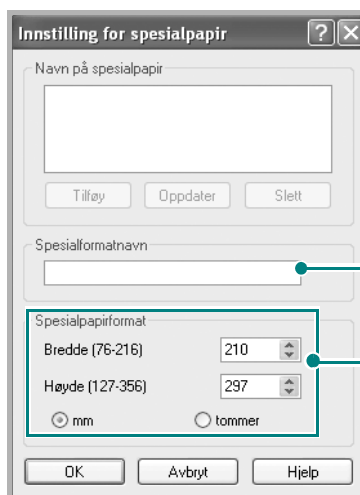 Innstilling for spesialpapir
Navn på spesialpapir
Tilføy Oppdater Slett
Spesialformatnavn
Spesialpapirformat
Bredde (76-216) 210
Høyde (127-356) 297
mm tommer
OK Avbryt Hjelp